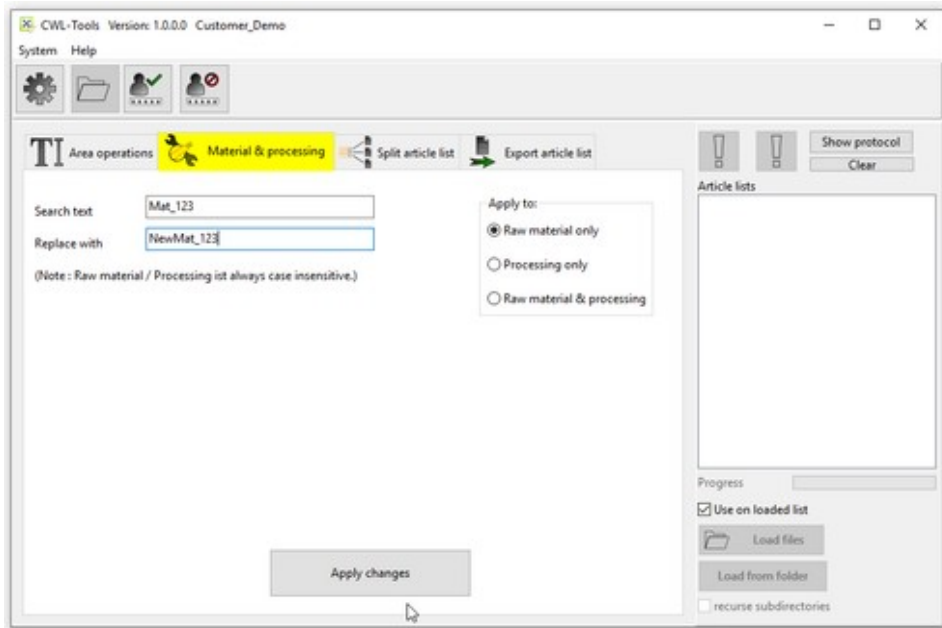 CWL-Tools Version: 1.0.0.0 Customer_Demo
System Help
TI Area operations Material & processing Split article list Export article list
Show protocol
Clear
Article lists
Search text Mat_123
Replace with NewMat_123
(Note : Raw material / Processing ist always case insensitive.)
Apply to:
Raw material only
Processing only
Raw material & processing
Progress
Use on loaded list
Load files
Load from folder
recurse subdirectories
Apply changes